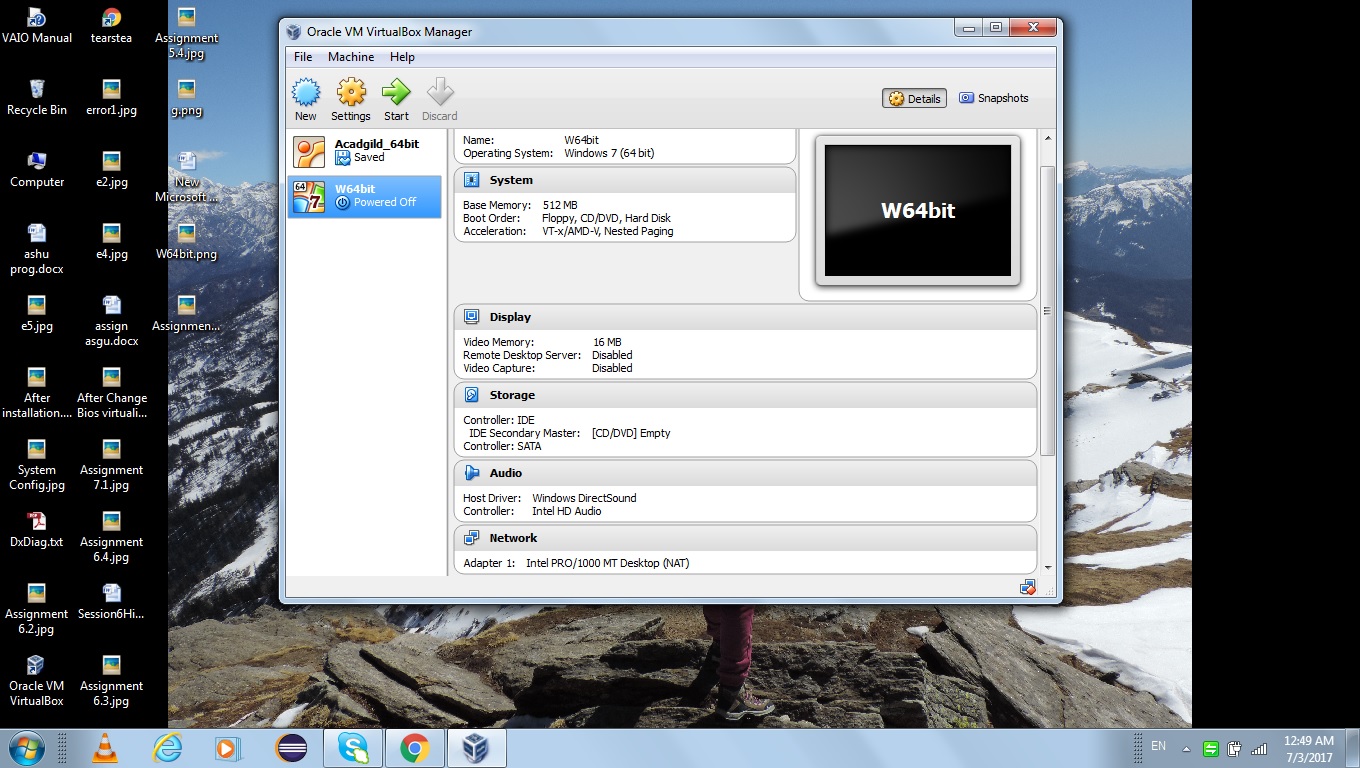 VAIO Manual
tearstea
Assignment
5.4.jpg
Recycle Bin
error1.jpg
g.png
Computer
e2.jpg
New
Microsoft ...
ashu
prog.docx
e4.jpg
W64bit.png
e5.jpg
assign
asgu.docx
Assignmen...
After
installation....
After Change
Bios virtuali...
System
Config.jpg
Assignment
7.1.jpg
DxDiag.txt
Assignment
6.4.jpg
Assignment
6.2.jpg
Session6Hi...
Oracle VM
VirtualBox
Assignment
6.3.jpg
Oracle VM VirtualBox Manager
File Machine Help
New Settings Start Discard
Details Snapshots
Acadgild_64bit
Saved
64
7
W64bit
Powered Off
Name: W64bit
Operating System: Windows 7 (64 bit)
System
Base Memory: 512 MB
Boot Order: Floppy, CD/DVD, Hard Disk
Acceleration: VT-x/AMD-V, Nested Paging
W64bit
Display
Video Memory: 16 MB
Remote Desktop Server: Disabled
Video Capture: Disabled
Storage
Controller: IDE
IDE Secondary Master: [CD/DVD] Empty
Controller: SATA
Audio
Host Driver: Windows DirectSound
Controller: Intel HD Audio
Network
Adapter 1: Intel PRO/1000 MT Desktop (NAT)
EN
12:49 AM
7/3/2017